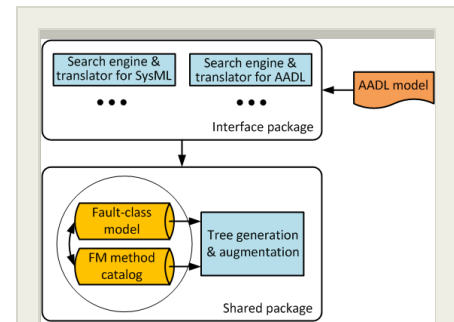 Search engine &
translator for SysML
Search engine &
translator for AADL
AADL model
Interface package
Fault-class
model
FM method
catalog
Tree generation
& augmentation
Shared package